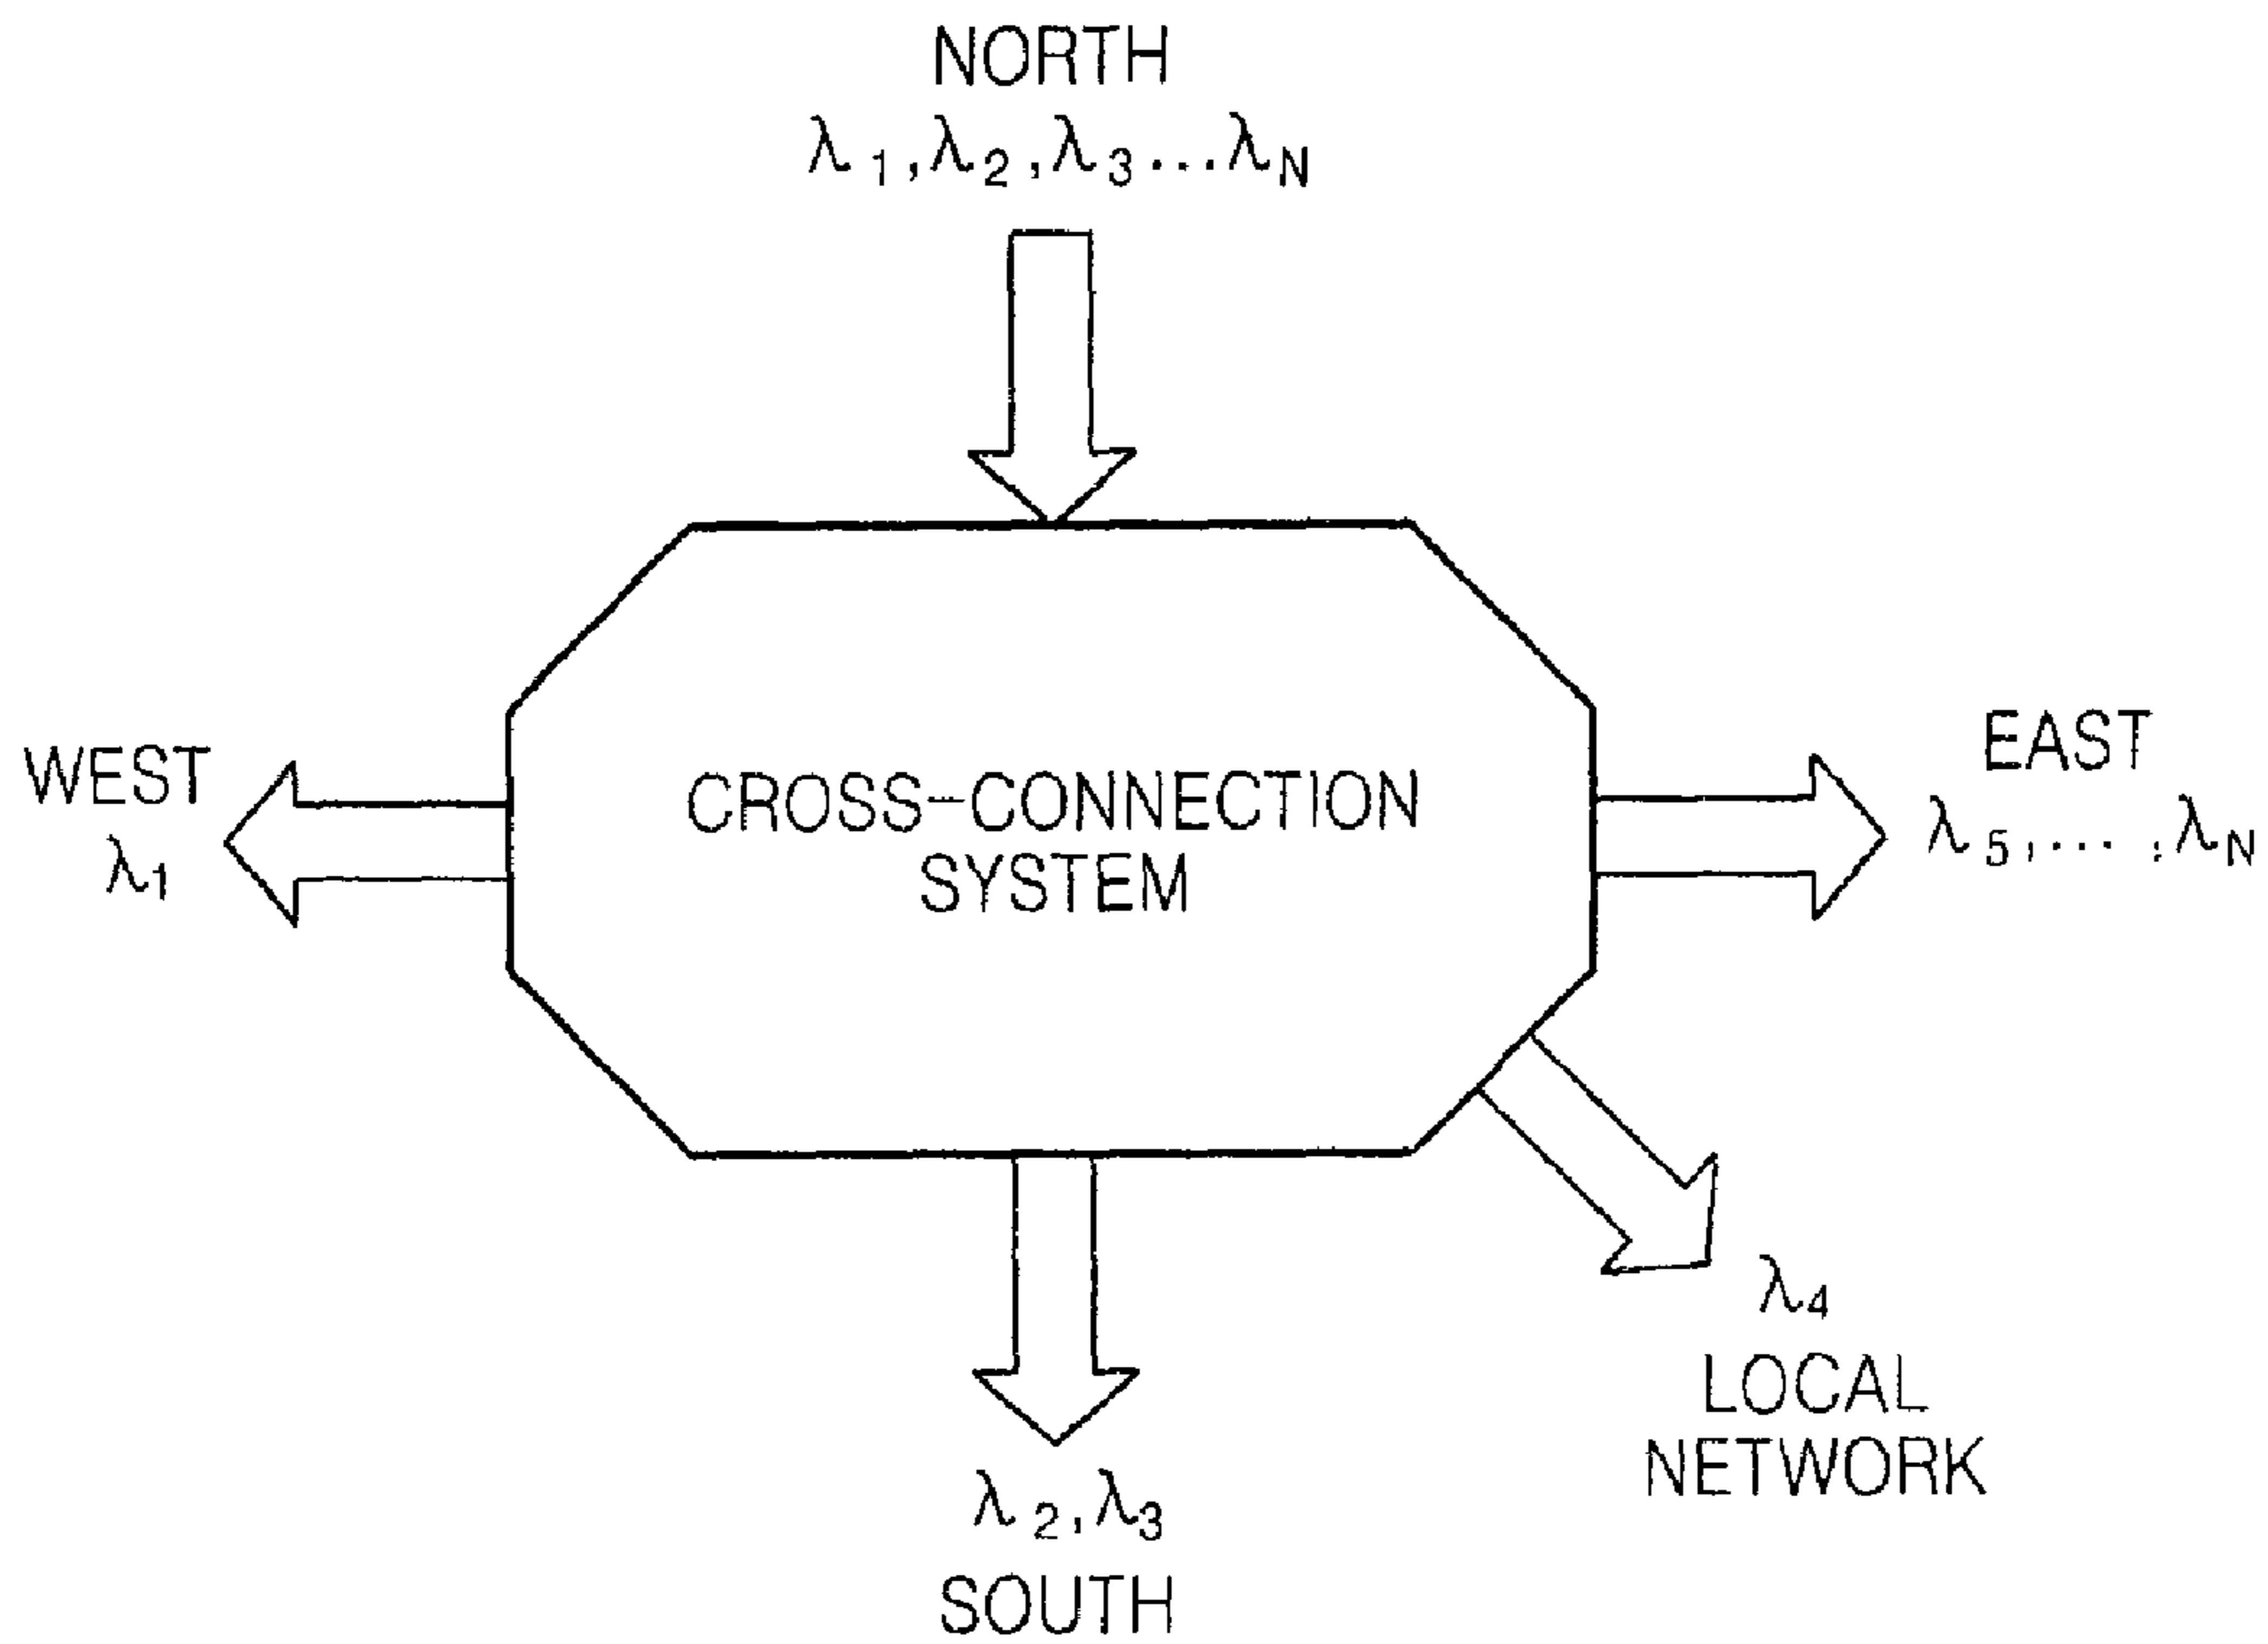 NORTH
λ1,λ2,λ3...λN
WEST
λ1
CROSS-CONNECTION
SYSTEM
EAST
λ5,... ,λN
λ4
LOCAL
NETWORK
λ2,λ3
SOUTH